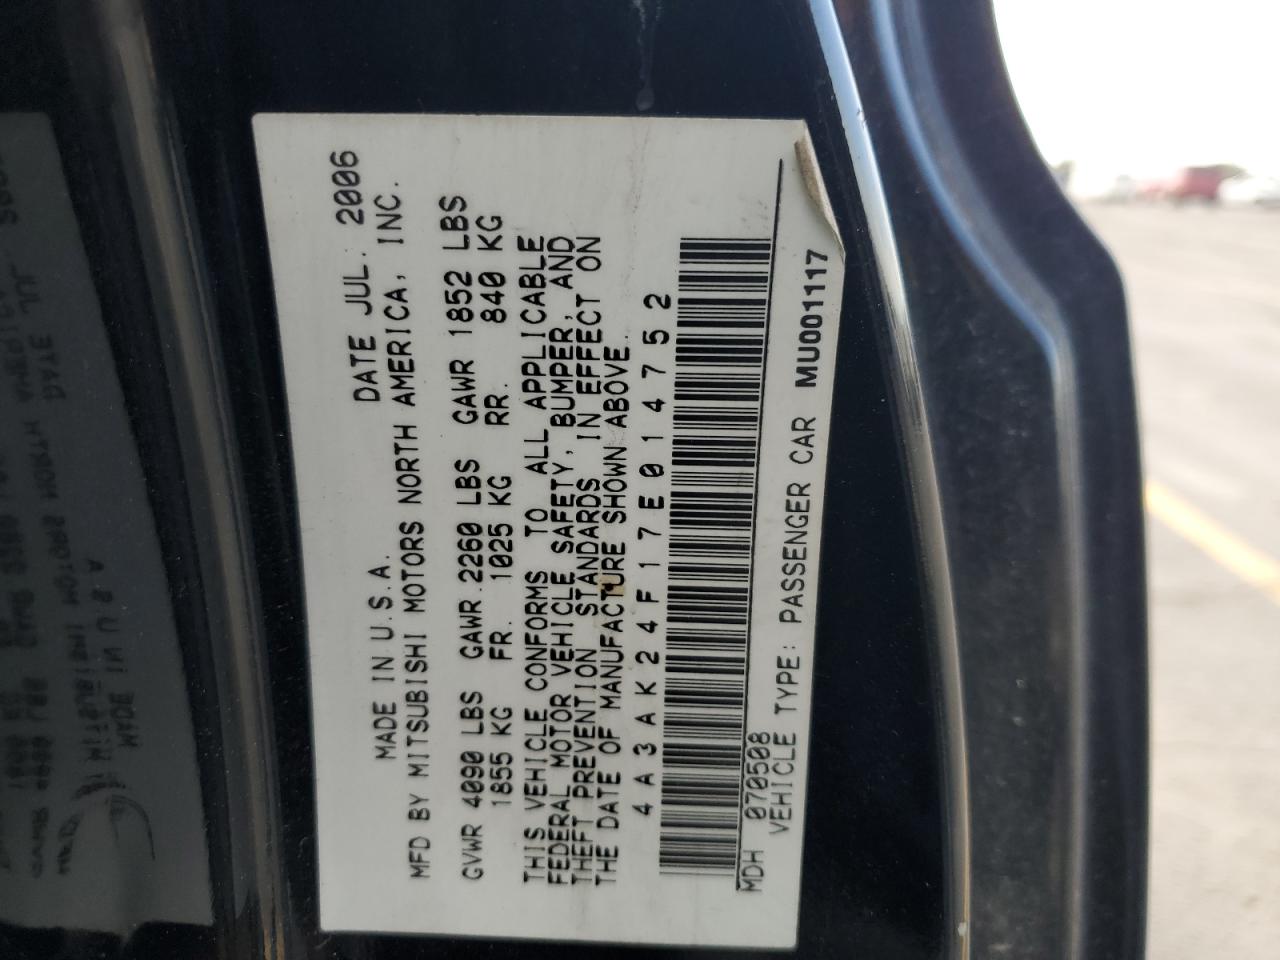 MADE IN U.S.A. DATE JUL. 2006
MFD BY MITSUBISHI MOTORS NORTH AMERICA, INC.
GVWR 4090 LBS GAWR 2260 LBS GAWR 1852 LBS
1855 KG FR. 1025 KG RR. 840 KG
THIS VEHICLE CONFORMS TO ALL APPLICABLE
FEDERAL MOTOR VEHICLE SAFETY, BUMPER, AND
THEFT PREVENTION STANDARDS IN EFFECT ON
THE DATE OF MANUFACTURE SHOWN ABOVE.
4A3AK24F17E014752
MDH 070508
VEHICLE TYPE: PASSENGER CAR MU001117